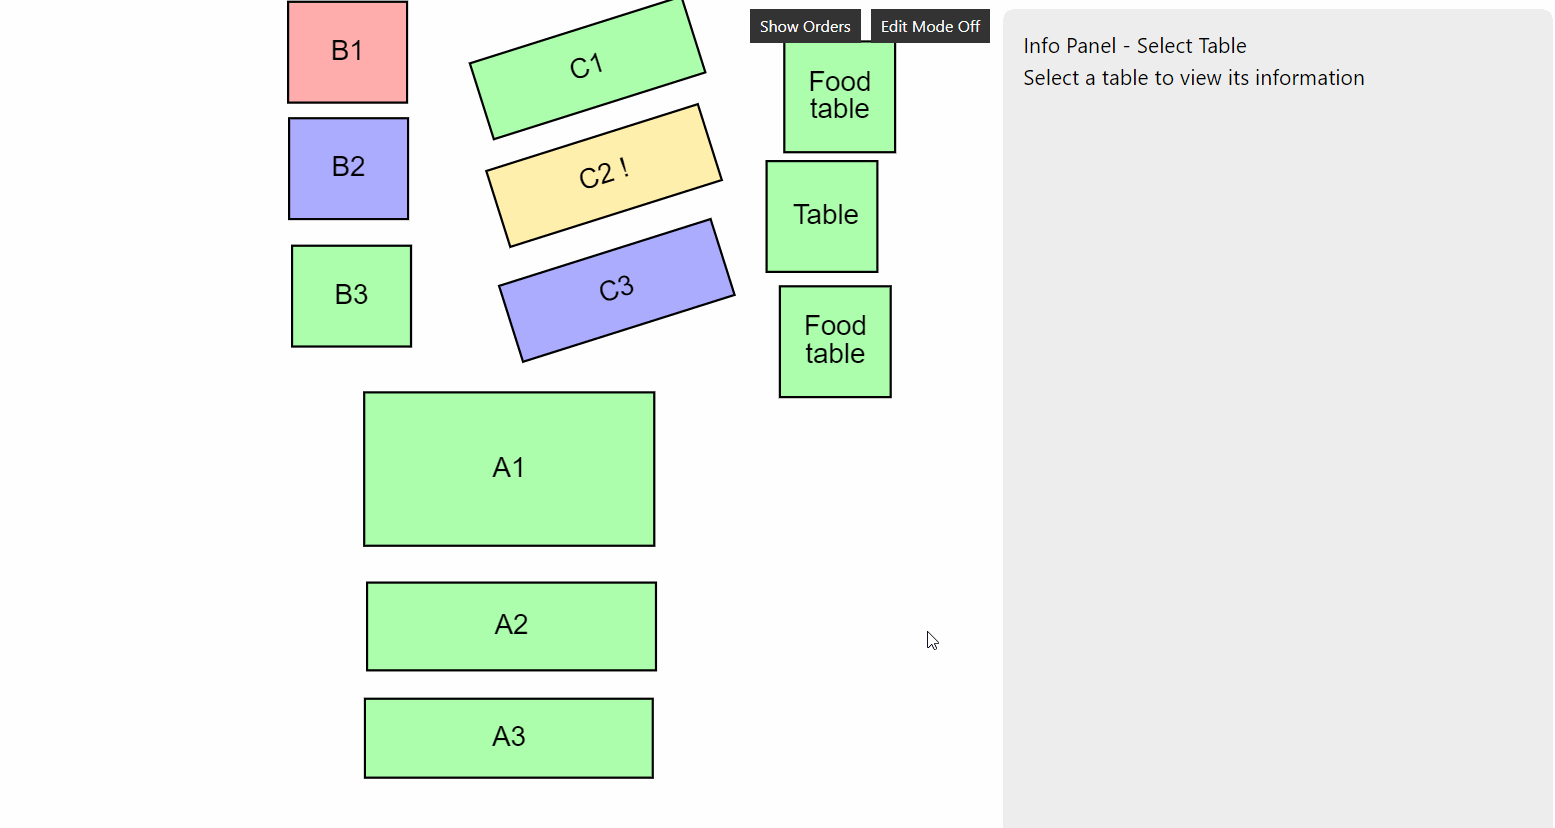 B1
B2
B3
C1
C2 !
C3
Show Orders
Edit Mode Off
Food
table
Table
Food
table
A1
A2
A3
Info Panel - Select Table
Select a table to view its information